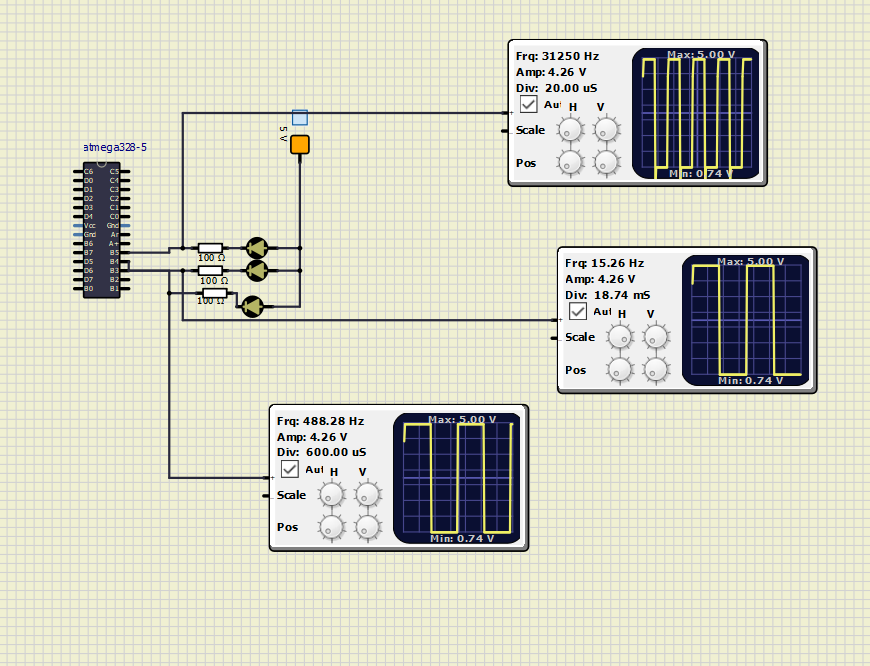 Frq: 31250 Hz
Amp: 4.26 V
Div: 20.00 uS
Aut
H
V
Scale
Pos
Max: 5.00 V
Min: 0.74 V
5 V
atmega328-5
C6
D0
D1
D2
D3
D4
Vcc
Gnd
B6
B7
D5
D6
D7
B0
C5
C4
C3
C2
C1
C0
Gnd
Ar
A+
B5
B4
B3
B2
B1
100 Ω
100 Ω
100 Ω
Frq: 15.26 Hz
Amp: 4.26 V
Div: 18.74 mS
Aut
H
V
Scale
Pos
Max: 5.00 V
Min: 0.74 V
Frq: 488.28 Hz
Amp: 4.26 V
Div: 600.00 uS
Aut
H
V
Scale
Pos
Max: 5.00 V
Min: 0.74 V